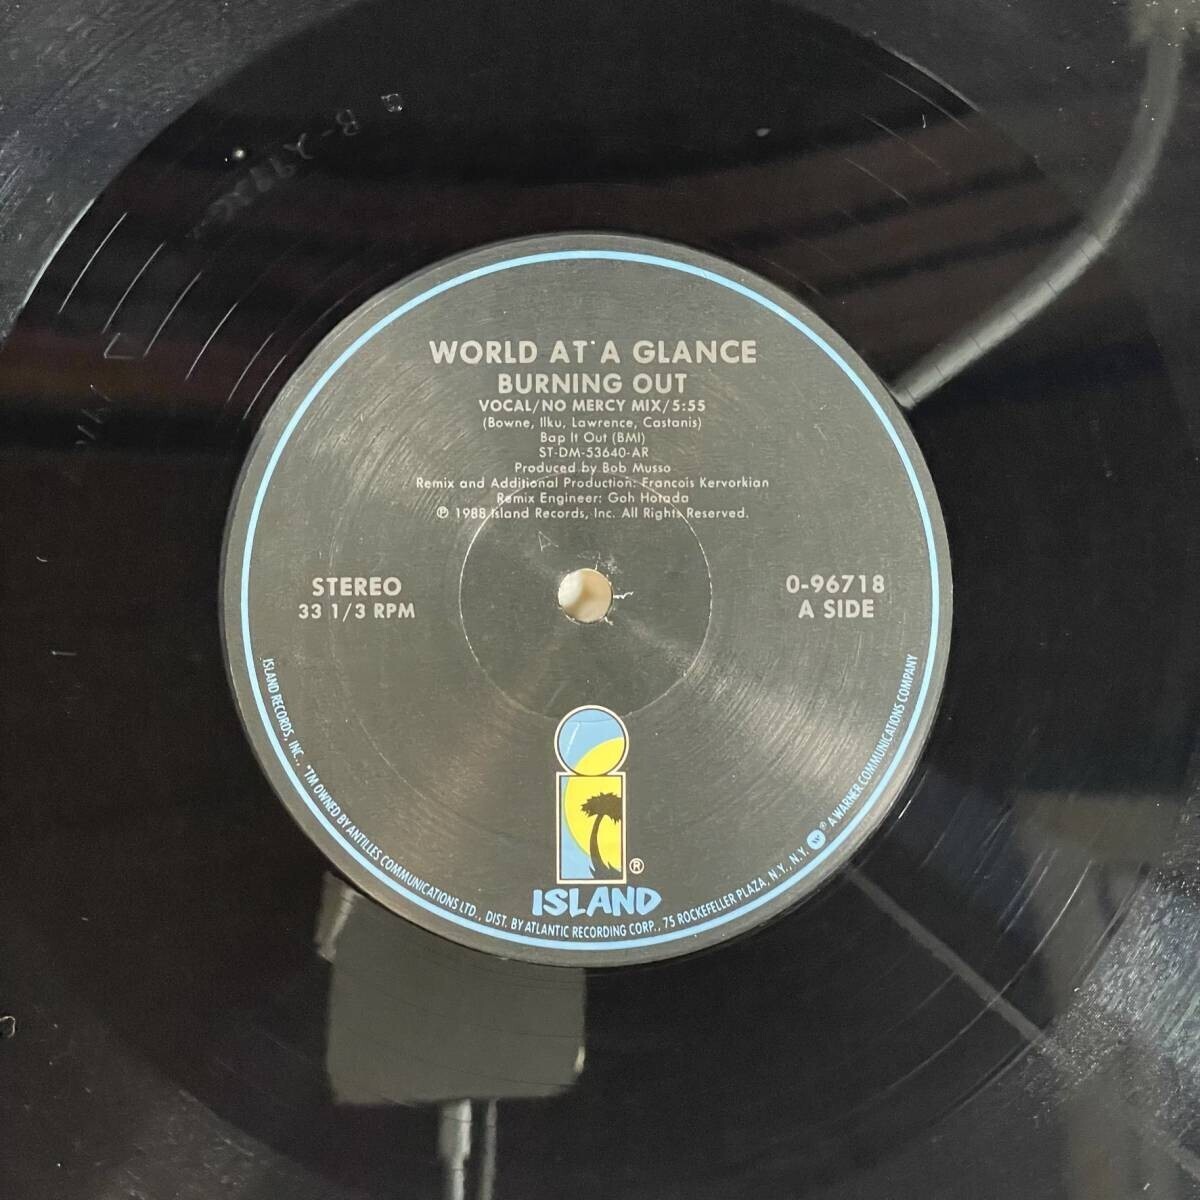 WORLD AT A GLANCE
BURNING OUT
VOCAL/NO MERCY MIX/5:55
(Bowne, Ilku, Lawrence, Castanis)
Bap It Out (BMI)
ST-DM-53640-AR
Produced by Bob Musso
Remix and Additional Production: Francois Kervorkian
Remix Engineer: Goh Hotada
℗ 1988 Island Records, Inc. All Rights Reserved.
STEREO
33 1/3 RPM
0-96718
A SIDE
®
ISLAND
ISLAND RECORDS, INC., *TM OWNED BY ANTILLES COMMUNICATIONS LTD., DIST. BY ATLANTIC RECORDING CORP., 75 ROCKEFELLER PLAZA, N.Y., N.Y. ® A WARNER COMMUNICATIONS COMPANY